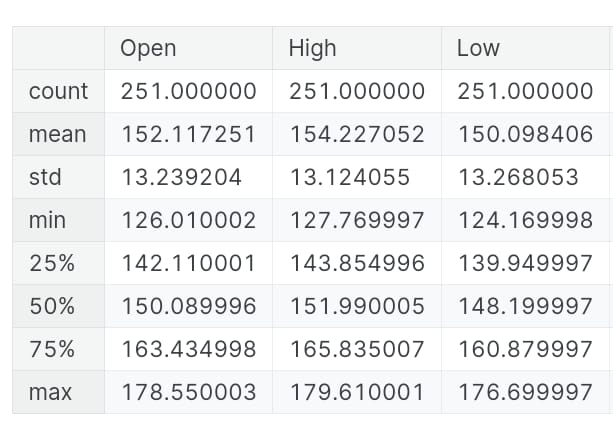 Open High Low
count 251.000000 251.000000 251.000000
mean 152.117251 154.227052 150.098406
std 13.239204 13.124055 13.268053
min 126.010002 127.769997 124.169998
25% 142.110001 143.854996 139.949997
50% 150.089996 151.990005 148.199997
75% 163.434998 165.835007 160.879997
max 178.550003 179.610001 176.699997